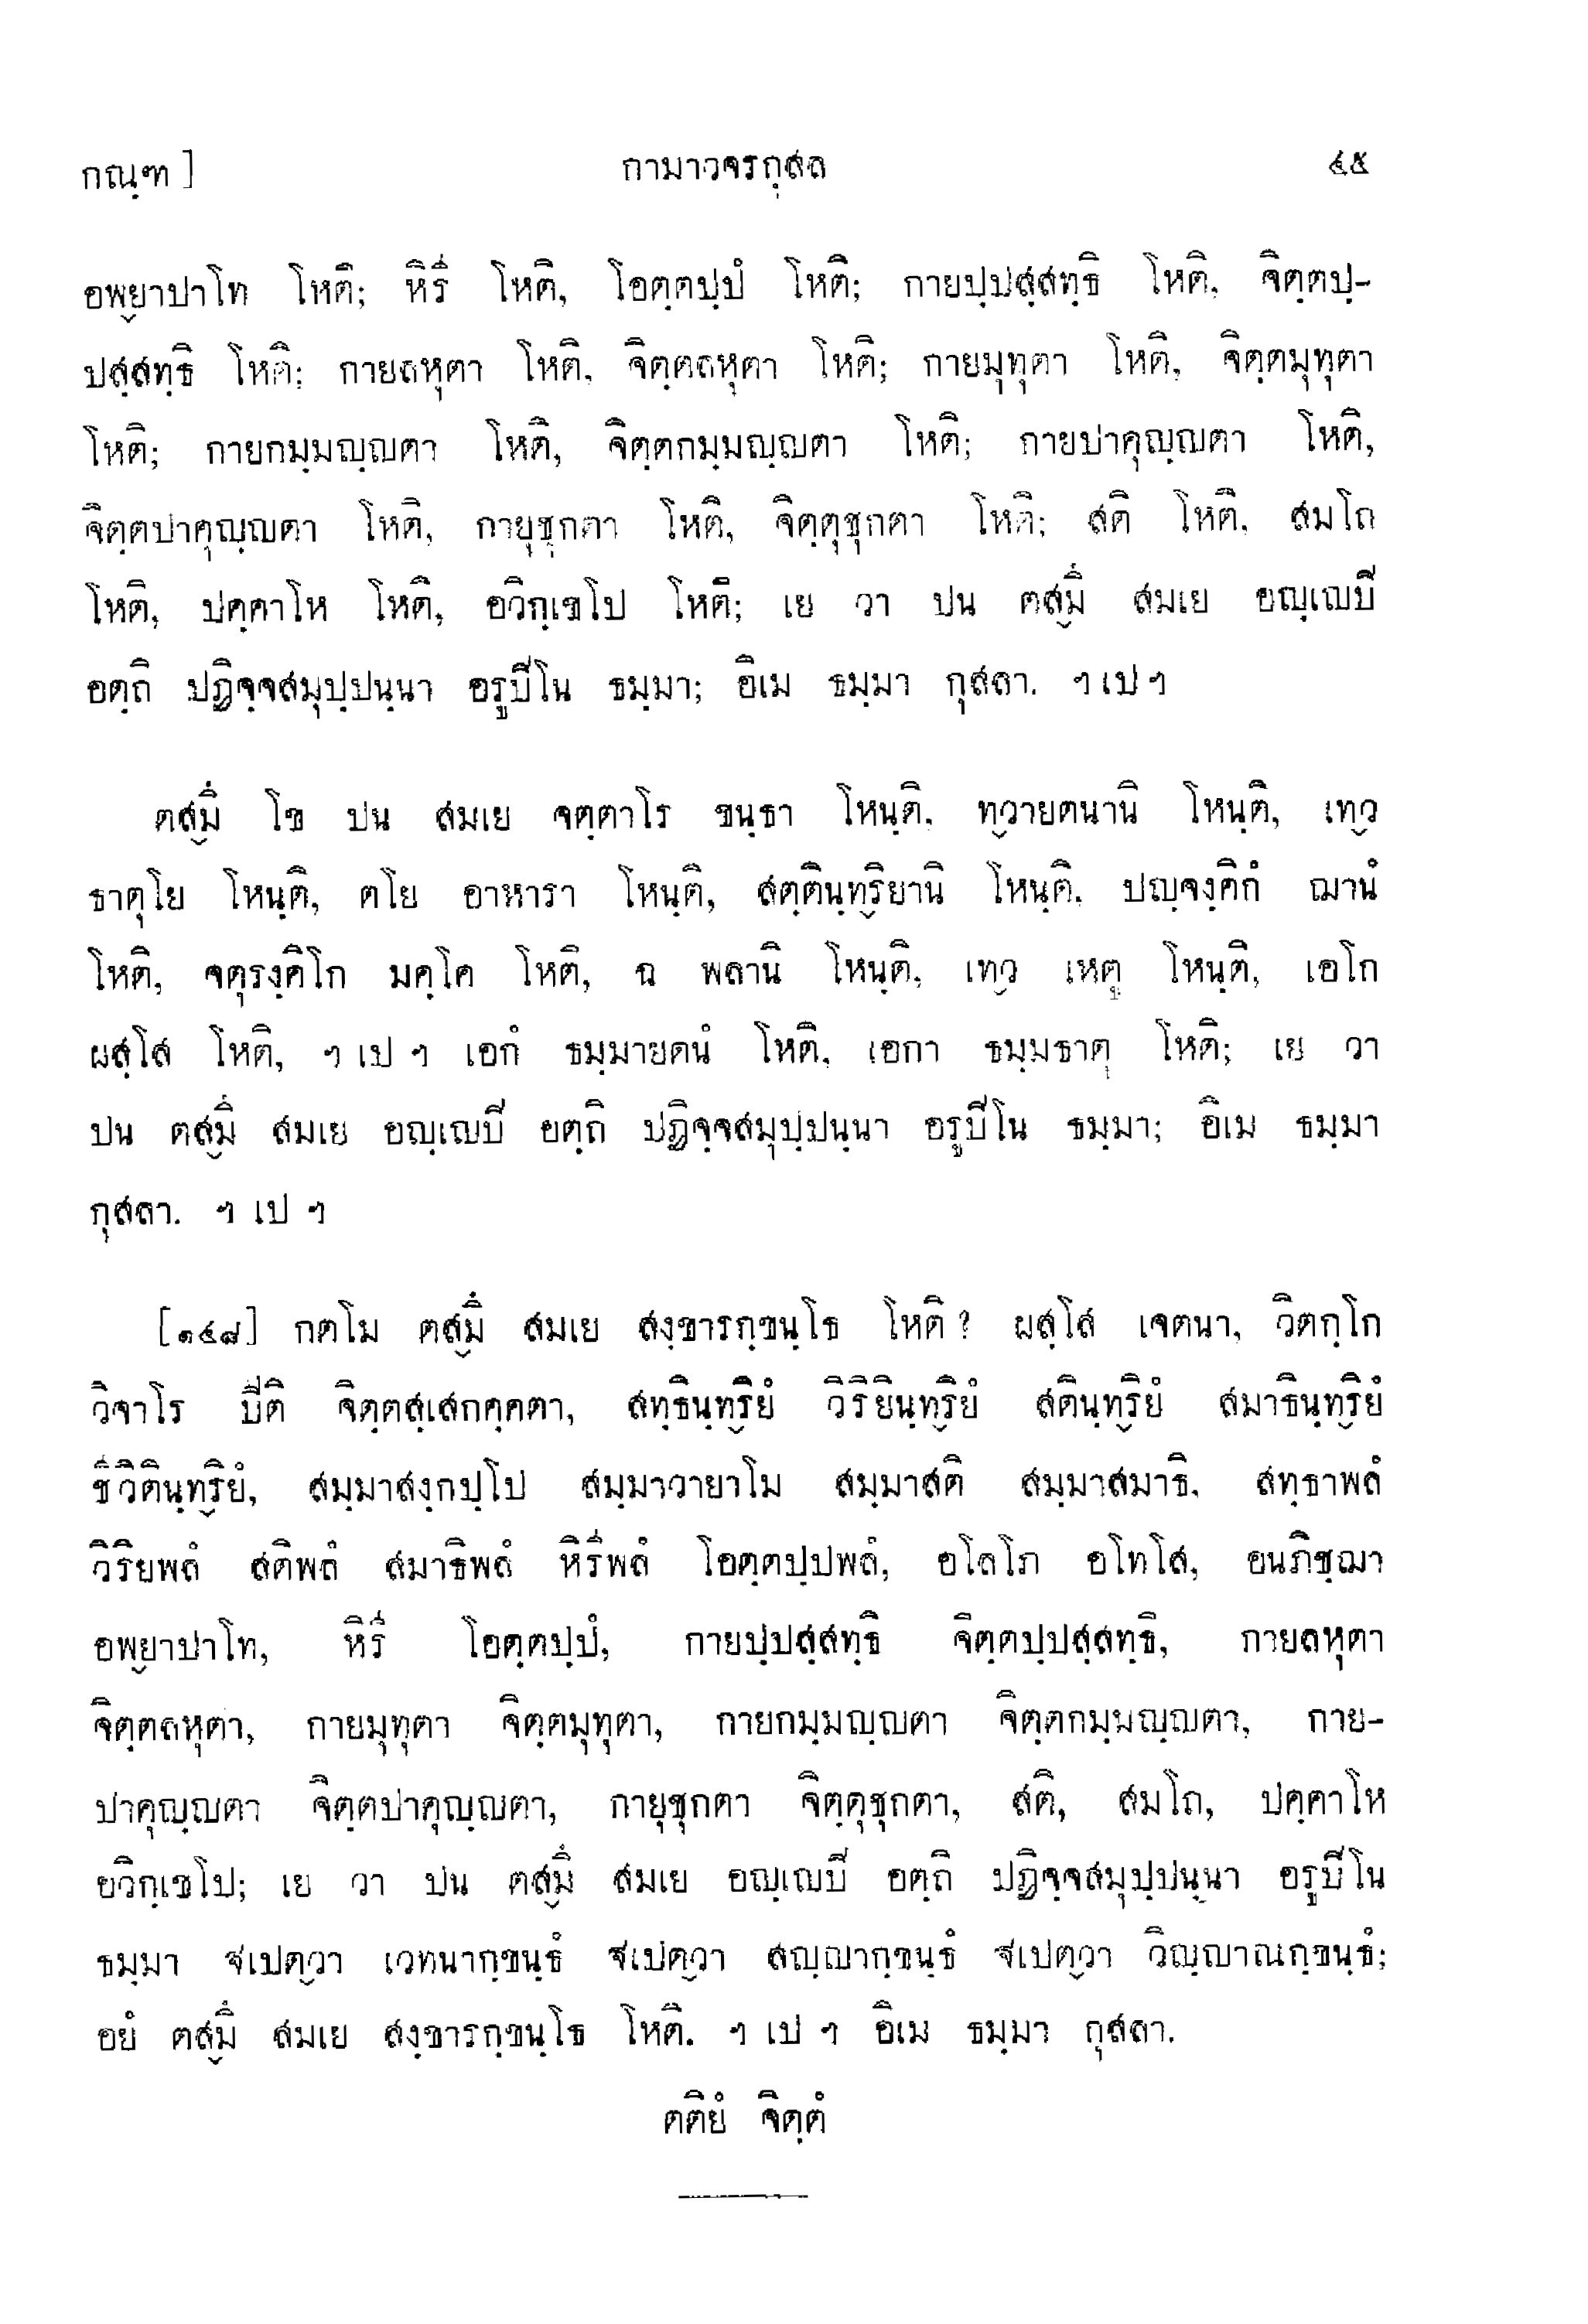 กณฺฑ ] กามาวจรกุสล ๔๕
อพฺยาปาโท โหติ; หิรี โหติ, โอตฺตปฺปํ โหติ; กายปฺปสฺสทฺธิ โหติ, จิตฺตปฺ-
ปสฺสทฺธิ โหติ; กายลหุตา โหติ, จิตฺตลหุตา โหติ; กายมุทุตา โหติ, จิตฺตมุทุตา
โหติ; กายกมฺมญฺญตา โหติ, จิตฺตกมฺมญฺญตา โหติ; กายปาคุญฺญตา โหติ,
จิตฺตปาคุญฺญตา โหติ, กายุชุกตา โหติ, จิตฺตุชุกตา โหติ; สติ โหติ, สมโถ
โหติ, ปคฺคาโห โหติ, อวิกฺเขโป โหติ; เย วา ปน ตสฺมึ สมเย อญฺเญปี
อตฺถิ ปฏิจฺจสมุปฺปนฺนา อรูปีโน ธมฺมา; อิเม ธมฺมา กุสลา. ฯ เป ฯ
ตสฺมึ โข ปน สมเย จตฺตาโร ขนฺธา โหนฺติ, ทฺวายตนานิ โหนฺติ, เทฺว
ธาตุโย โหนฺติ, ตโย อาหารา โหนฺติ, สตฺตินฺทฺริยานิ โหนฺติ, ปญฺจงฺคิกํ ฌานํ
โหติ, จตุรงฺคิโก มคฺโค โหติ, ฉ พลานิ โหนฺติ, เทฺว เหตู โหนฺติ, เอโก
ผสฺโส โหติ, ฯ เป ฯ เอกํ ธมฺมายตนํ โหติ, เอกา ธมฺมธาตุ โหติ; เย วา
ปน ตสฺมึ สมเย อญฺเญปี อตฺถิ ปฏิจฺจสมุปฺปนฺนา อรูปีโน ธมฺมา; อิเม ธมฺมา
กุสลา. ฯ เป ฯ
[๑๔๘] กตโม ตสฺมึ สมเย สงฺขารกฺขนฺโธ โหติ ? ผสฺโส เจตนา, วิตกฺโก
วิจาโร ปีติ จิตฺตสฺเสกคฺคตา, สทฺธินฺทฺริยํ วิริยินฺทฺริยํ สตินฺทฺริยํ สมาธินฺทฺริยํ
ชีวิตินฺทฺริยํ, สมฺมาสงฺกปฺโป สมฺมาวายาโม สมฺมาสติ สมฺมาสมาธิ, สทฺธาพลํ
วิริยพลํ สติพลํ สมาธิพลํ หิรีพลํ โอตฺตปฺปพลํ, อโลโภ อโทโส, อนภิชฺฌา
อพฺยาปาโท, หิรี โอตฺตปฺปํ, กายปฺปสฺสทฺธิ จิตฺตปฺปสฺสทฺธิ, กายลหุตา
จิตฺตลหุตา, กายมุทุตา จิตฺตมุทุตา, กายกมฺมญฺญตา จิตฺตกมฺมญฺญตา, กาย-
ปาคุญฺญตา จิตฺตปาคุญฺญตา, กายุชุกตา จิตฺตุชุกตา, สติ, สมโถ, ปคฺคาโห
อวิกฺเขโป; เย วา ปน ตสฺมึ สมเย อญฺเญปี อตฺถิ ปฏิจฺจสมุปฺปนฺนา อรูปีโน
ธมฺมา ฐเปตฺวา เวทนากฺขนฺธํ ฐเปตฺวา สญฺญากฺขนฺธํ ฐเปตฺวา วิญฺญาณกฺขนฺธํ;
อยํ ตสฺมึ สมเย สงฺขารกฺขนฺโธ โหติ. ฯ เป ฯ อิเม ธมฺมา กุสลา.
ตติยํ จิตฺตํ